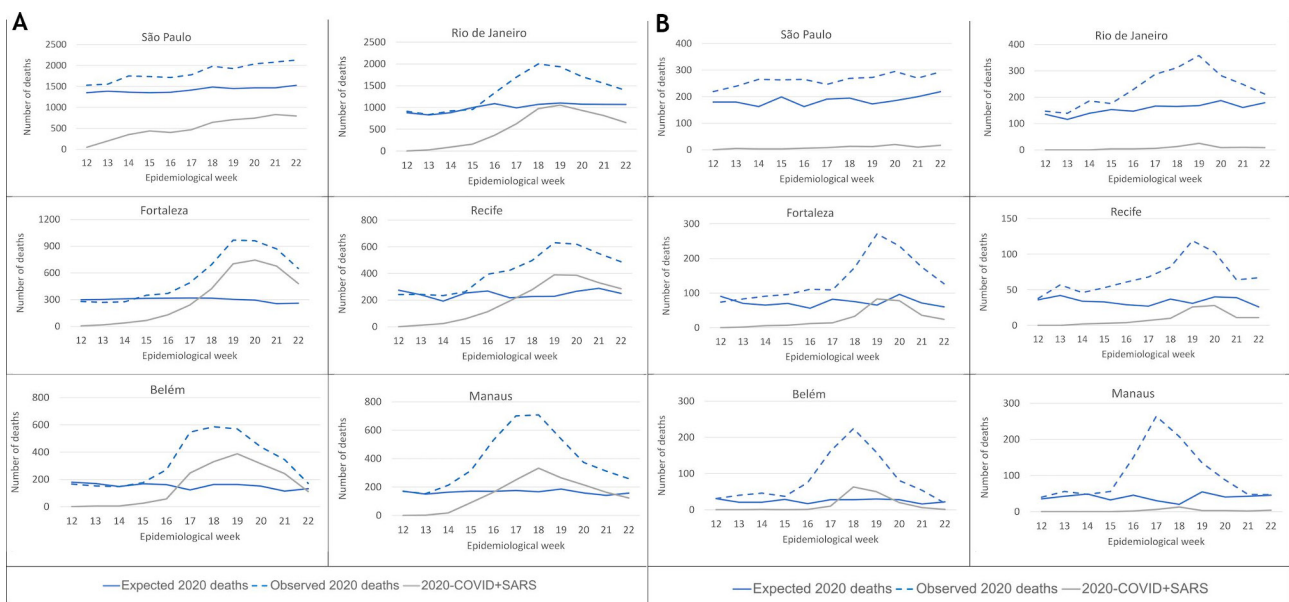 A
São Paulo
Number of deaths
2500
2000
1500
1000
500
0
12 13 14 15 16 17 18 19 20 21 22
Epidemiological week
Rio de Janeiro
Number of deaths
2500
2000
1500
1000
500
0
12 13 14 15 16 17 18 19 20 21 22
Epidemiological week
Fortaleza
Number of deaths
1200
900
600
300
0
12 13 14 15 16 17 18 19 20 21 22
Epidemiological week
Recife
Number of deaths
800
600
400
200
0
12 13 14 15 16 17 18 19 20 21 22
Epidemiological week
Belém
Number of deaths
800
600
400
200
0
12 13 14 15 16 17 18 19 20 21 22
Epidemiological week
Manaus
Number of deaths
800
600
400
200
0
12 13 14 15 16 17 18 19 20 21 22
Epidemiological week
Expected 2020 deaths Observed 2020 deaths 2020-COVID+SARS
B
São Paulo
Number of deaths
400
300
200
100
0
12 13 14 15 16 17 18 19 20 21 22
Epidemiological week
Rio de Janeiro
Number of deaths
400
300
200
100
0
12 13 14 15 16 17 18 19 20 21 22
Epidemiological week
Fortaleza
Number of deaths
300
200
100
0
12 13 14 15 16 17 18 19 20 21 22
Epidemiological week
Recife
Number of deaths
150
100
50
0
12 13 14 15 16 17 18 19 20 21 22
Epidemiological week
Belém
Number of deaths
300
200
100
0
12 13 14 15 16 17 18 19 20 21 22
Epidemiological week
Manaus
Number of deaths
300
200
100
0
12 13 14 15 16 17 18 19 20 21 22
Epidemiological week
Expected 2020 deaths Observed 2020 deaths 2020-COVID+SARS